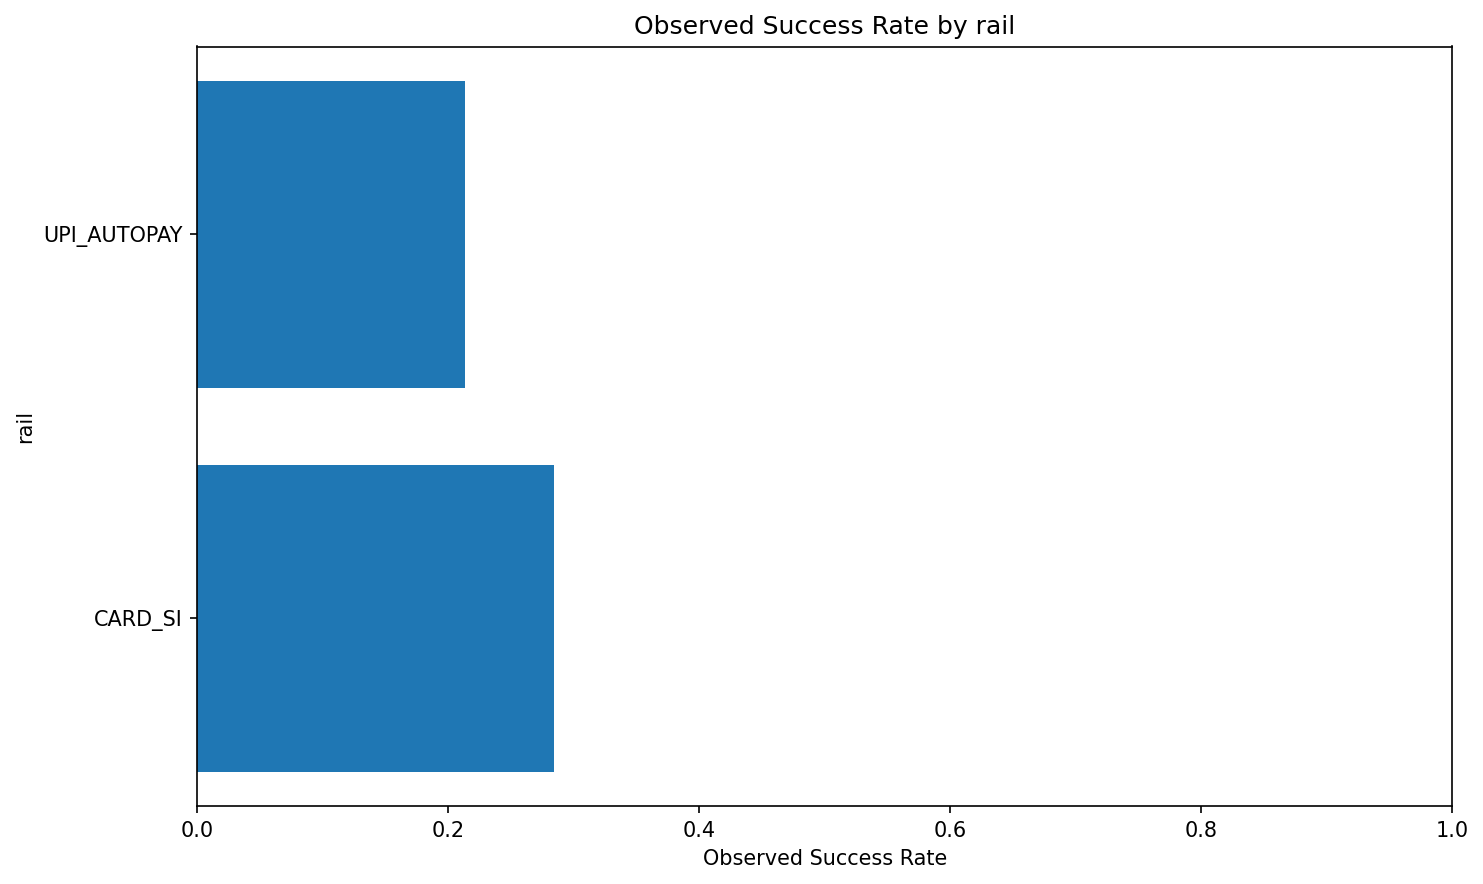 Observed Success Rate by rail
UPI_AUTOPAY
rail
CARD_SI
0.0 0.2 0.4 0.6 0.8 1.0
Observed Success Rate